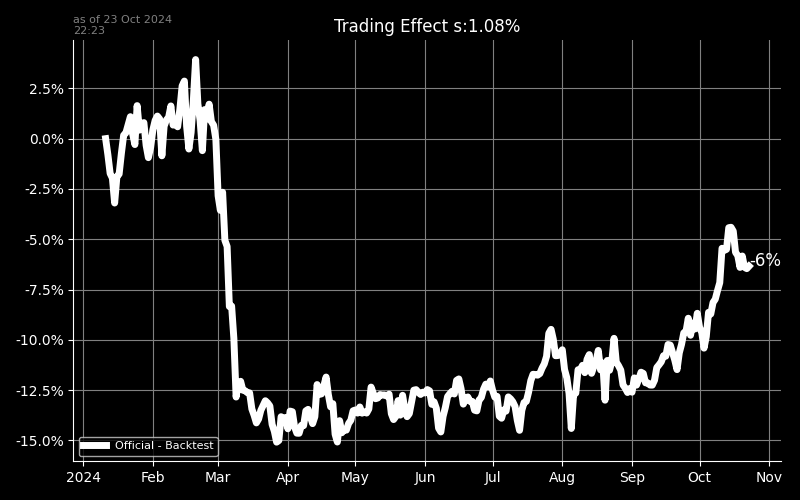 as of 23 Oct 2024
22:23
Trading Effect s:1.08%
2.5%
0.0%
-2.5%
-5.0%
-6%
-7.5%
-10.0%
-12.5%
-15.0%
Official - Backtest
2024 Feb Mar Apr May Jun Jul Aug Sep Oct Nov